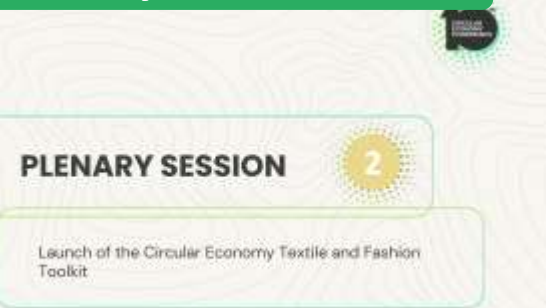 PLENARY SESSION
2
Launch of the Circular Economy Textile and Fashion
Toolkit